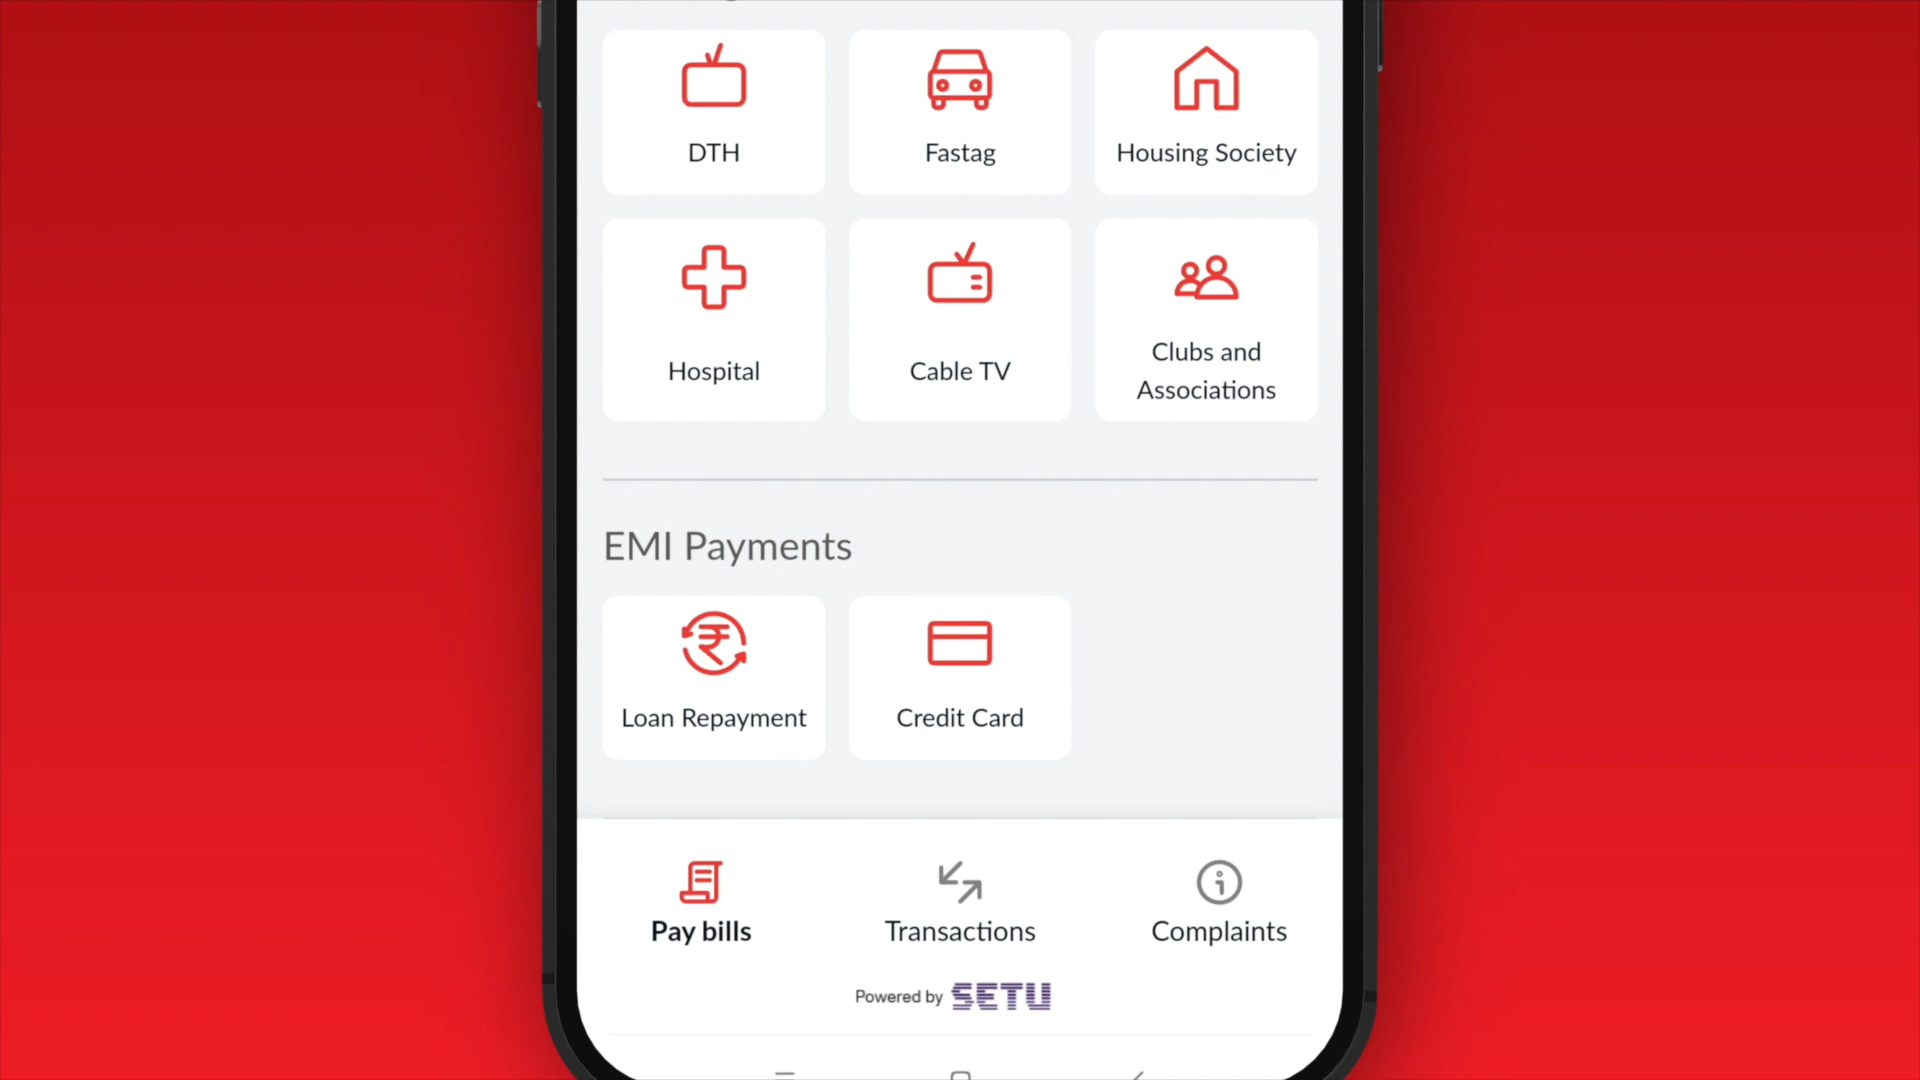 DTH
Fastag
Housing Society
Hospital
Cable TV
Clubs and
Associations
EMI Payments
Loan Repayment
Credit Card
Pay bills
Transactions
Complaints
Powered by SETU